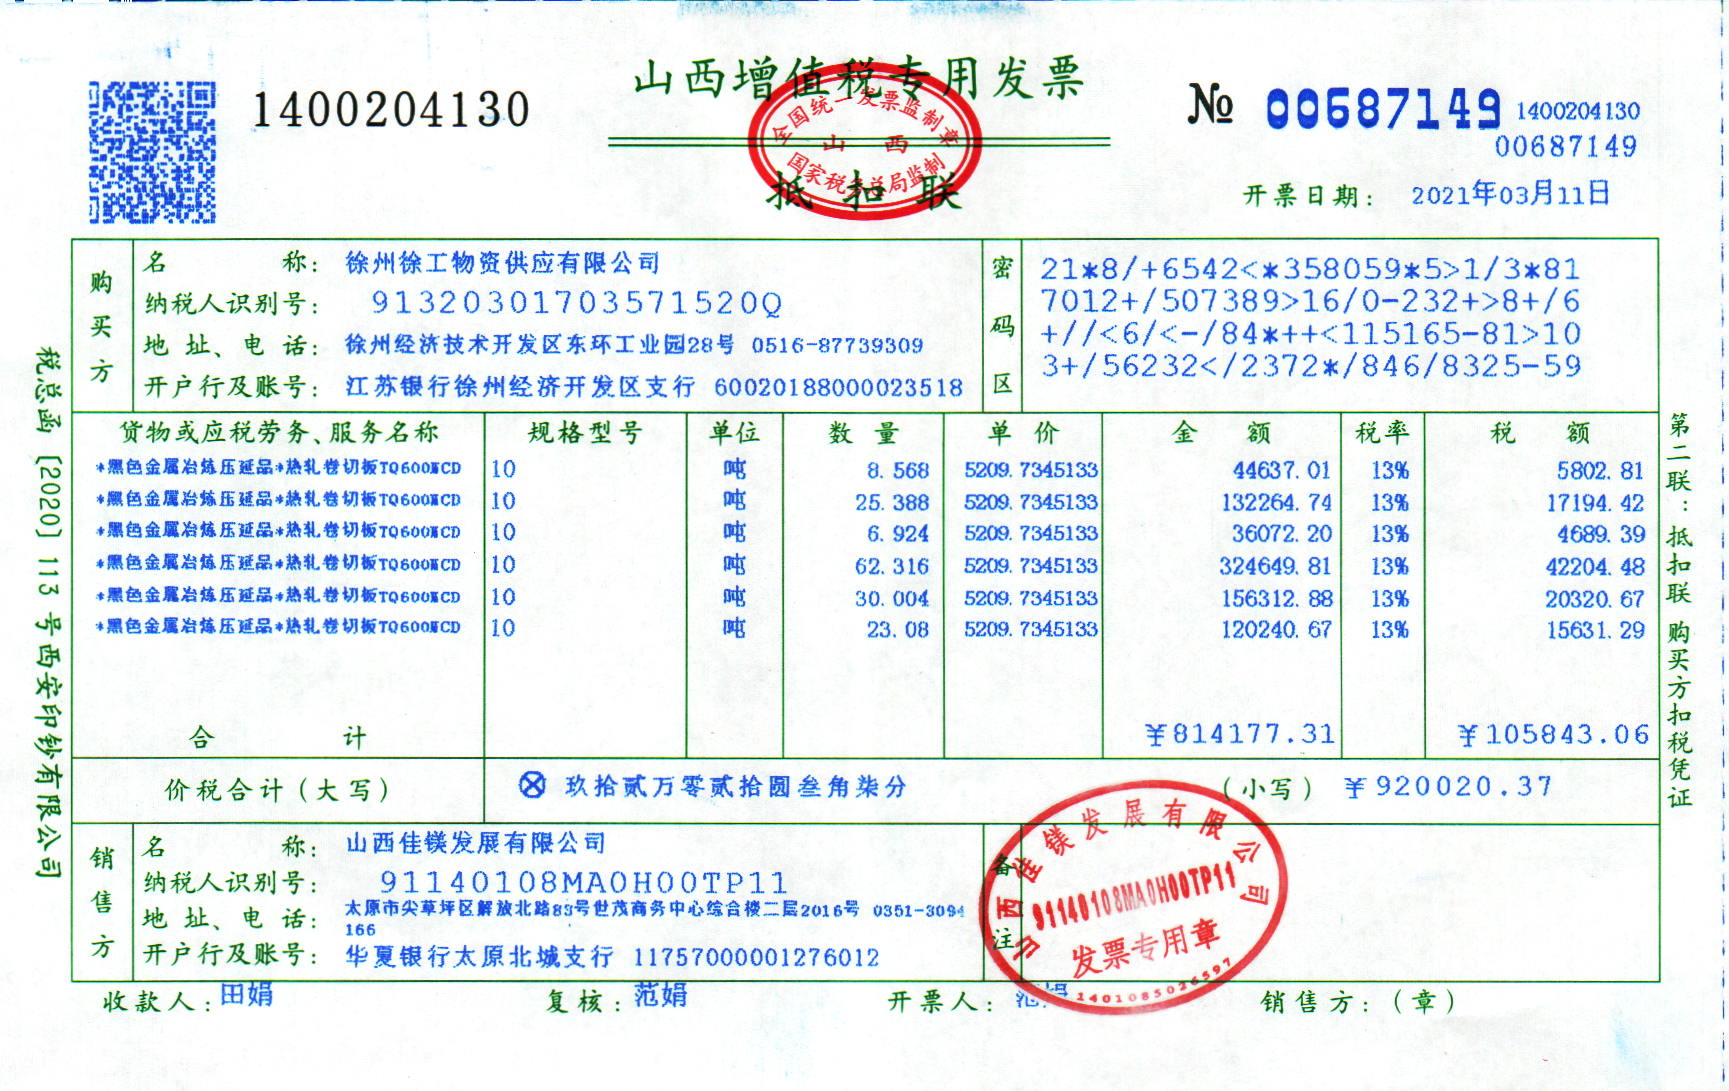 1400204130
山西增值税专用发票
全国统一发票监制章
山西
国家税务总局监制
抵扣联
№ 00687149 1400204130
00687149
开票日期: 2021年03月11日
购买方
名称: 徐州徐工物资供应有限公司
纳税人识别号: 91320301703571520Q
地址、电话: 徐州经济技术开发区东环工业园28号 0516-87739309
开户行及账号: 江苏银行徐州经济开发区支行 60020188000023518
密码区
21*8/+6542<*358059*5>1/3*81
7012+/507389>16/0-232+>8+/6
+//<6/<-/84*++<115165-81>10
3+/56232</2372*/846/8325-59
货物或应税劳务、服务名称 规格型号 单位 数量 单价 金额 税率 税额
*黑色金属冶炼压延品*热轧卷切板TQ600MCD 10 吨 8.568 5209.7345133 44637.01 13% 5802.81
*黑色金属冶炼压延品*热轧卷切板TQ600MCD 10 吨 25.388 5209.7345133 132264.74 13% 17194.42
*黑色金属冶炼压延品*热轧卷切板TQ600MCD 10 吨 6.924 5209.7345133 36072.20 13% 4689.39
*黑色金属冶炼压延品*热轧卷切板TQ600MCD 10 吨 62.316 5209.7345133 324649.81 13% 42204.48
*黑色金属冶炼压延品*热轧卷切板TQ600MCD 10 吨 30.004 5209.7345133 156312.88 13% 20320.67
*黑色金属冶炼压延品*热轧卷切板TQ600MCD 10 吨 23.08 5209.7345133 120240.67 13% 15631.29
合计 ¥814177.31 ¥105843.06
价税合计(大写) ⊗玖拾贰万零贰拾圆叁角柒分 (小写) ¥920020.37
销售方
名称: 山西佳镁发展有限公司
纳税人识别号: 91140108MA0H00TP11
地址、电话: 太原市尖草坪区解放北路83号世茂商务中心综合楼二层2016号 0351-3094
166
开户行及账号: 华夏银行太原北城支行 11757000001276012
备注
山西佳镁发展有限公司
91140108MA0H00TP11
发票专用章
1401085026597
收款人: 田娟 复核: 范娟 开票人: 范娟 销售方:(章)
税总函〔2020〕113号西安印钞有限公司
第二联:抵扣联 购买方扣税凭证